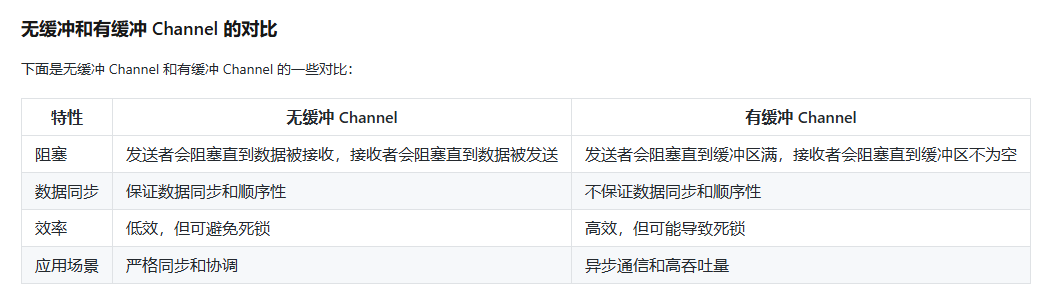 无缓冲和有缓冲 Channel 的对比
下面是无缓冲 Channel 和有缓冲 Channel 的一些对比：
特性 无缓冲 Channel 有缓冲 Channel
阻塞 发送者会阻塞直到数据被接收，接收者会阻塞直到数据被发送 发送者会阻塞直到缓冲区满，接收者会阻塞直到缓冲区不为空
数据同步 保证数据同步和顺序性 不保证数据同步和顺序性
效率 低效，但可避免死锁 高效，但可能导致死锁
应用场景 严格同步和协调 异步通信和高吞吐量